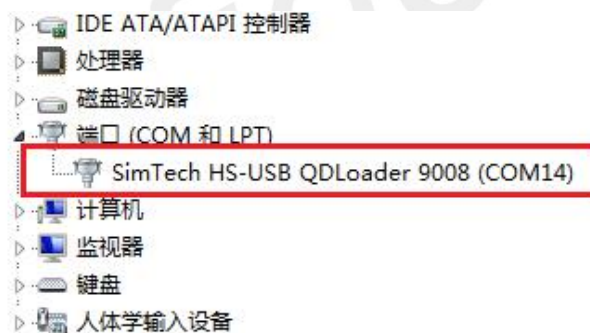 IDE ATA/ATAPI 控制器
处理器
磁盘驱动器
端口 (COM 和 LPT)
SimTech HS-USB QDLoader 9008 (COM14)
计算机
监视器
键盘
人体学输入设备